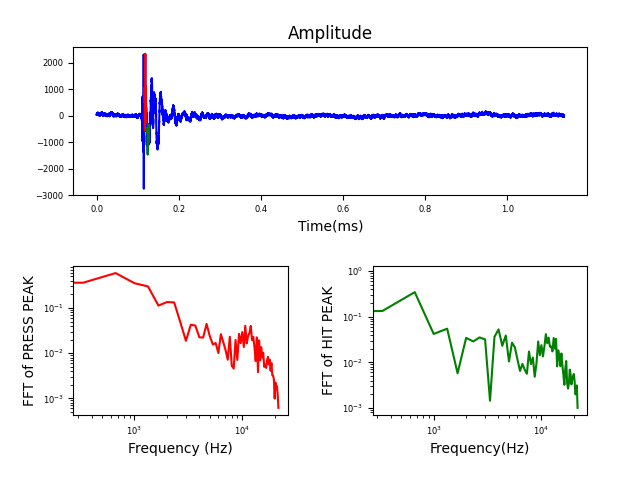 Amplitude
2000
1000
0
−1000
−2000
−3000
0.0 0.2 0.4 0.6 0.8 1.0
Time(ms)
FFT of PRESS PEAK
10⁻¹
10⁻²
10⁻³
10³ 10⁴
Frequency (Hz)
FFT of HIT PEAK
10⁰
10⁻¹
10⁻²
10⁻³
10³ 10⁴
Frequency(Hz)